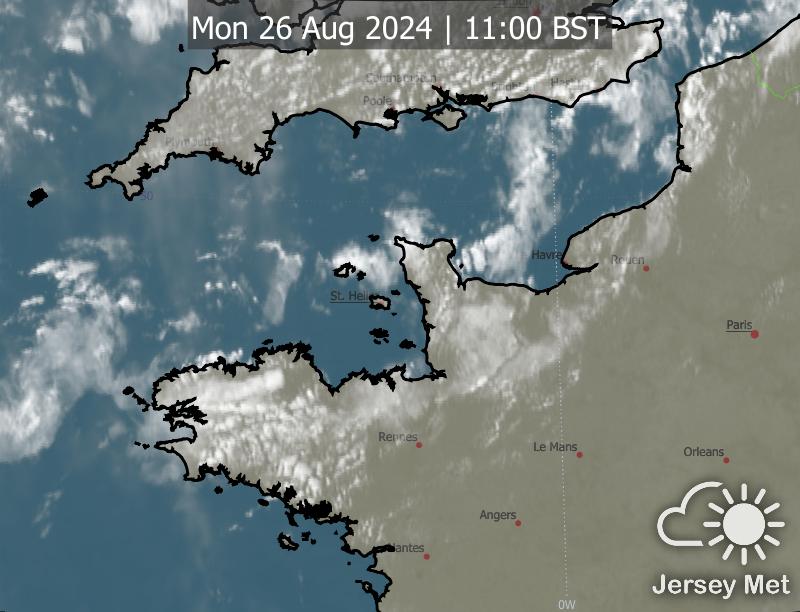 Mon 26 Aug 2024 | 11:00 BST
Poole
50
Havre
Rouen
St. Helier
Paris
Rennes
Le Mans
Orleans
Angers
Nantes
Jersey Met
0W